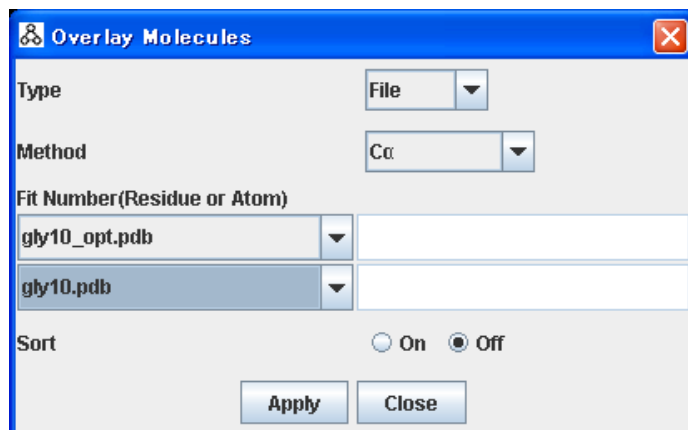 Overlay Molecules
Type File
Method Cα
Fit Number(Residue or Atom)
gly10_opt.pdb
gly10.pdb
Sort On Off
Apply Close